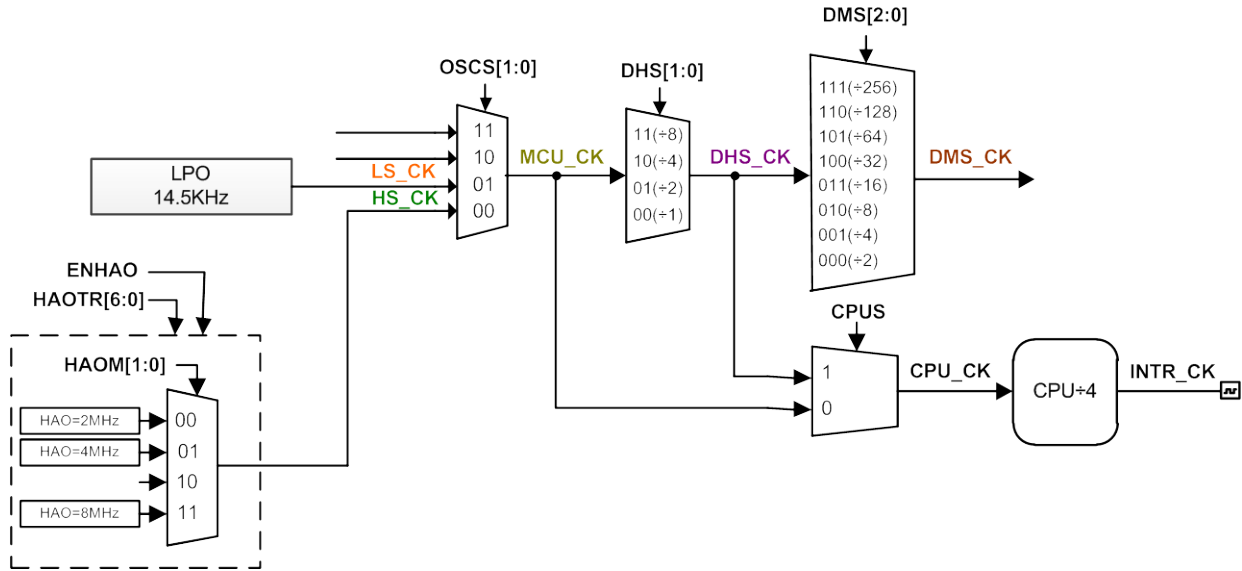 DMS[2:0]
OSCS[1:0]
DHS[1:0]
111(÷256)
110(÷128)
101(÷64)
100(÷32)
011(÷16)
010(÷8)
001(÷4)
000(÷2)
11
10
01
00
11(÷8)
10(÷4)
01(÷2)
00(÷1)
MCU_CK
DHS_CK
DMS_CK
LPO
14.5KHz
LS_CK
HS_CK
ENHAO
HAOTR[6:0]
HAOM[1:0]
HAO=2MHz
HAO=4MHz
HAO=8MHz
00
01
10
11
CPUS
1
0
CPU_CK
CPU÷4
INTR_CK